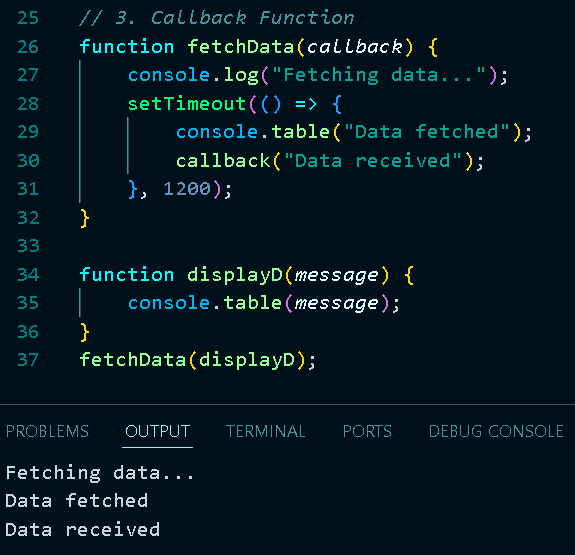 25 // 3. Callback Function
26 function fetchData(callback) {
27     console.log("Fetching data...");
28     setTimeout(() => {
29         console.table("Data fetched");
30         callback("Data received");
31     }, 1200);
32 }
33
34 function displayD(message) {
35     console.table(message);
36 }
37 fetchData(displayD);
PROBLEMS OUTPUT TERMINAL PORTS DEBUG CONSOLE
Fetching data...
Data fetched
Data received